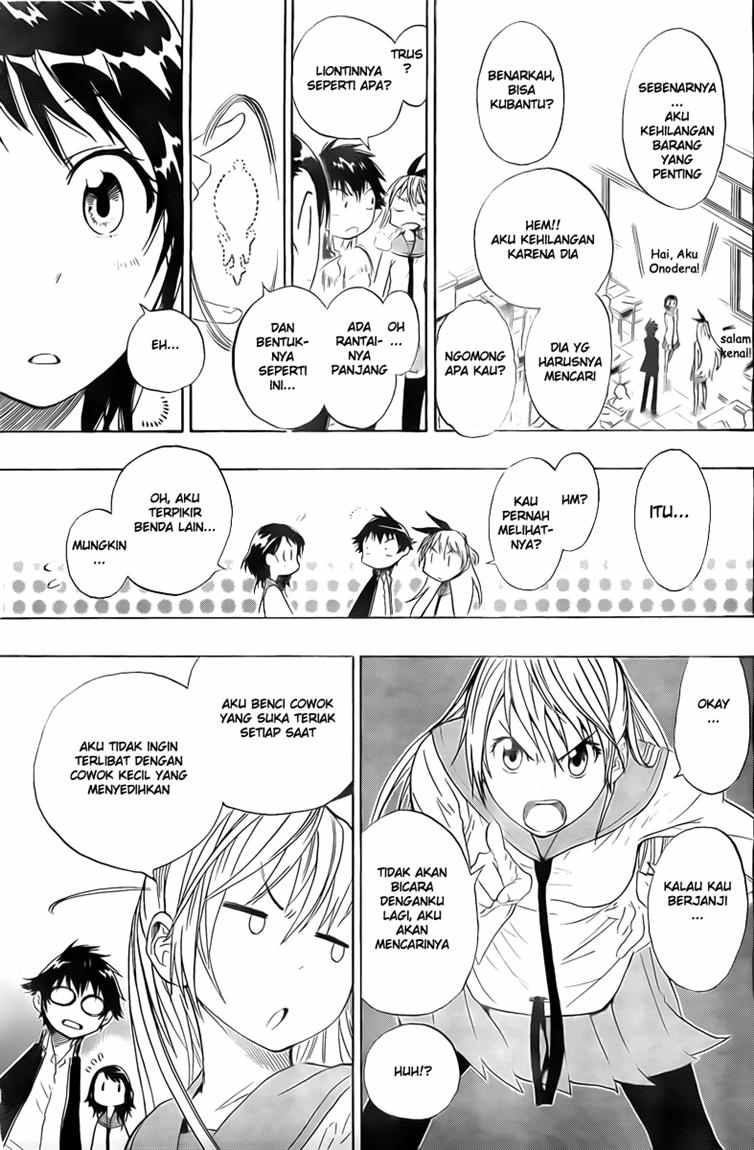 SEBENARNYA
...
AKU
KEHILANGAN
BARANG
YANG
PENTING
Hai, Aku
Onodera!
salam
kenal!
BENARKAH,
BISA
KUBANTU?
HEM!!
AKU KEHILANGAN
KARENA DIA
DIA YG
HARUSNYA
MENCARI
NGOMONG
APA KAU?
TRUS
?
LIONTINNYA
SEPERTI APA?
OH
...
ADA
RANTAI-
NYA
PANJANG
DAN
BENTUK-
NYA
SEPERTI
INI...
EH...
ITU...
HM?
KAU
PERNAH
MELIHAT-
NYA?
OH, AKU
TERPIKIR
BENDA LAIN...
MUNGKIN
...
OKAY
...
KALAU KAU
BERJANJI
...
TIDAK AKAN
BICARA
DENGANKU
LAGI, AKU
AKAN
MENCARINYA
HUH!?
AKU BENCI COWOK
YANG SUKA TERIAK
SETIAP SAAT
AKU TIDAK INGIN
TERLIBAT DENGAN
COWOK KECIL YANG
MENYEDIHKAN